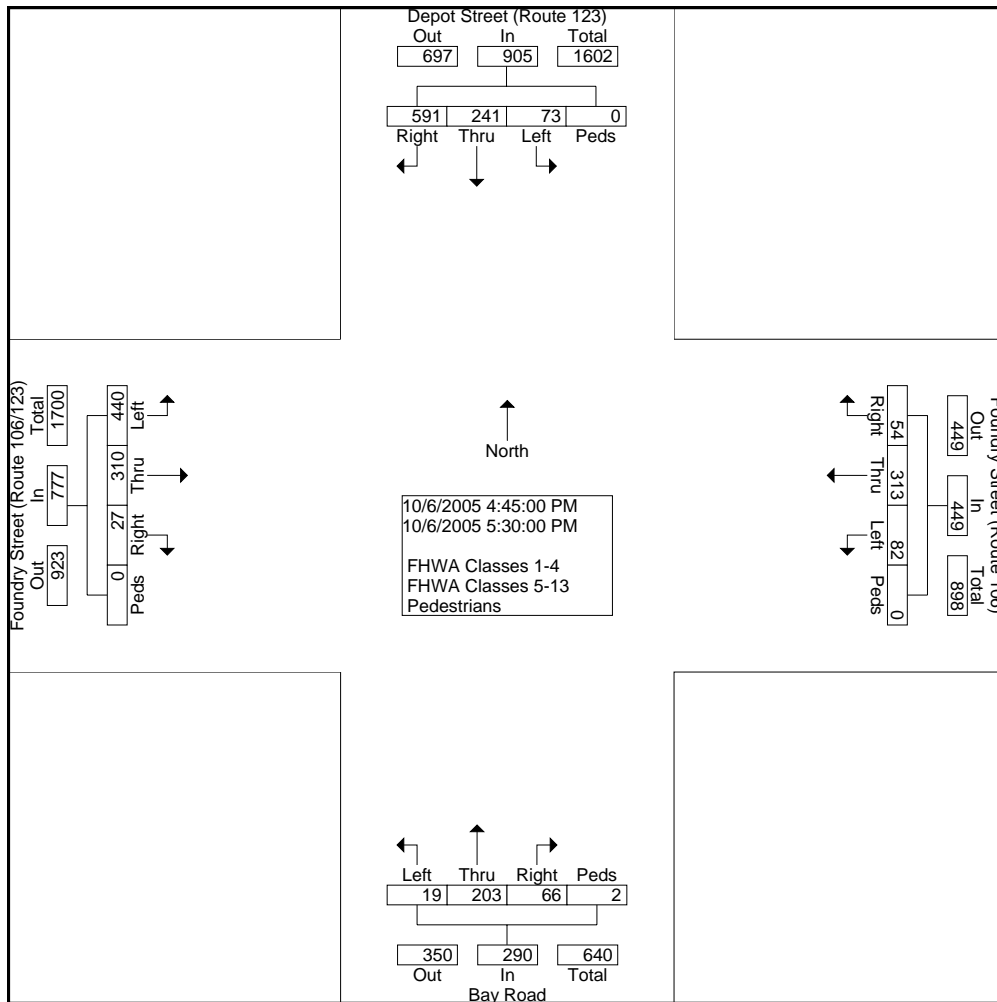 Depot Street (Route 123)
Out In Total
697 905 1602
591 241 73 0
Right Thru Left Peds
Foundry Street (Route 106/123)
Total In Out
1700 777 923
440 310 27 0
Left Thru Right Peds
North
10/6/2005 4:45:00 PM
10/6/2005 5:30:00 PM
FHWA Classes 1-4
FHWA Classes 5-13
Pedestrians
Right Thru Left Peds
54 313 82 0
449 449 898
Out In Total
Foundry Street (Route 106)
Left Thru Right Peds
19 203 66 2
350 290 640
Out In Total
Bay Road